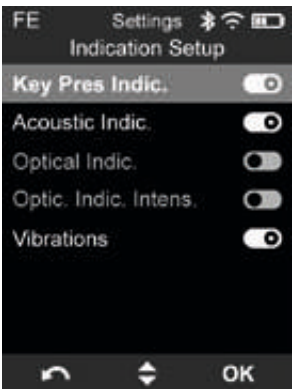 FE Settings
Indication Setup
Key Pres Indic.
Acoustic Indic.
Optical Indic.
Optic. Indic. Intens.
Vibrations
OK